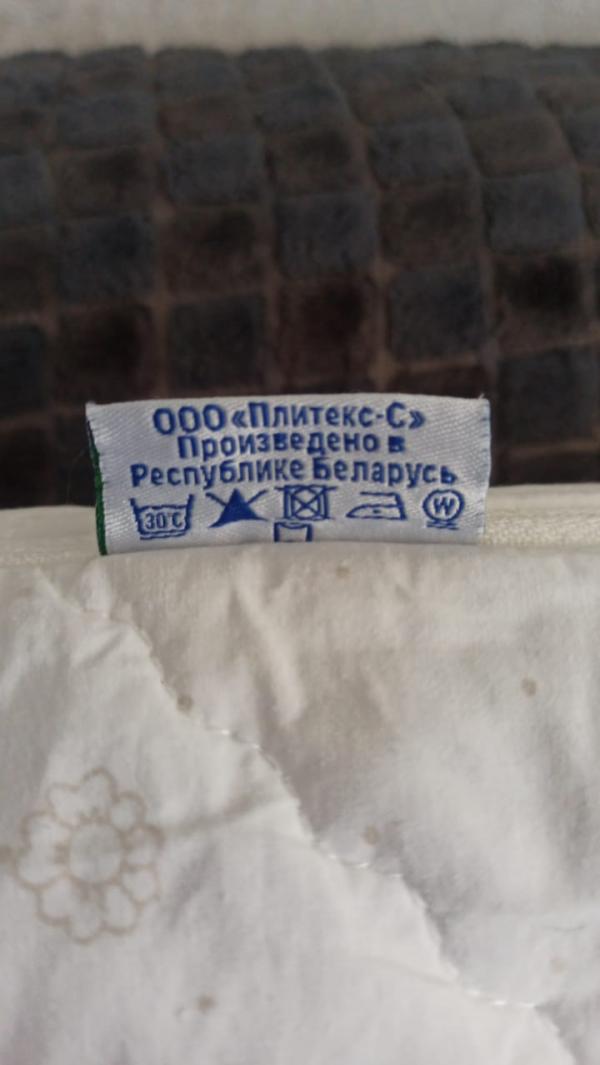 ООО «Плитекс-С»
Произведено в
Республике Беларусь
30°C W